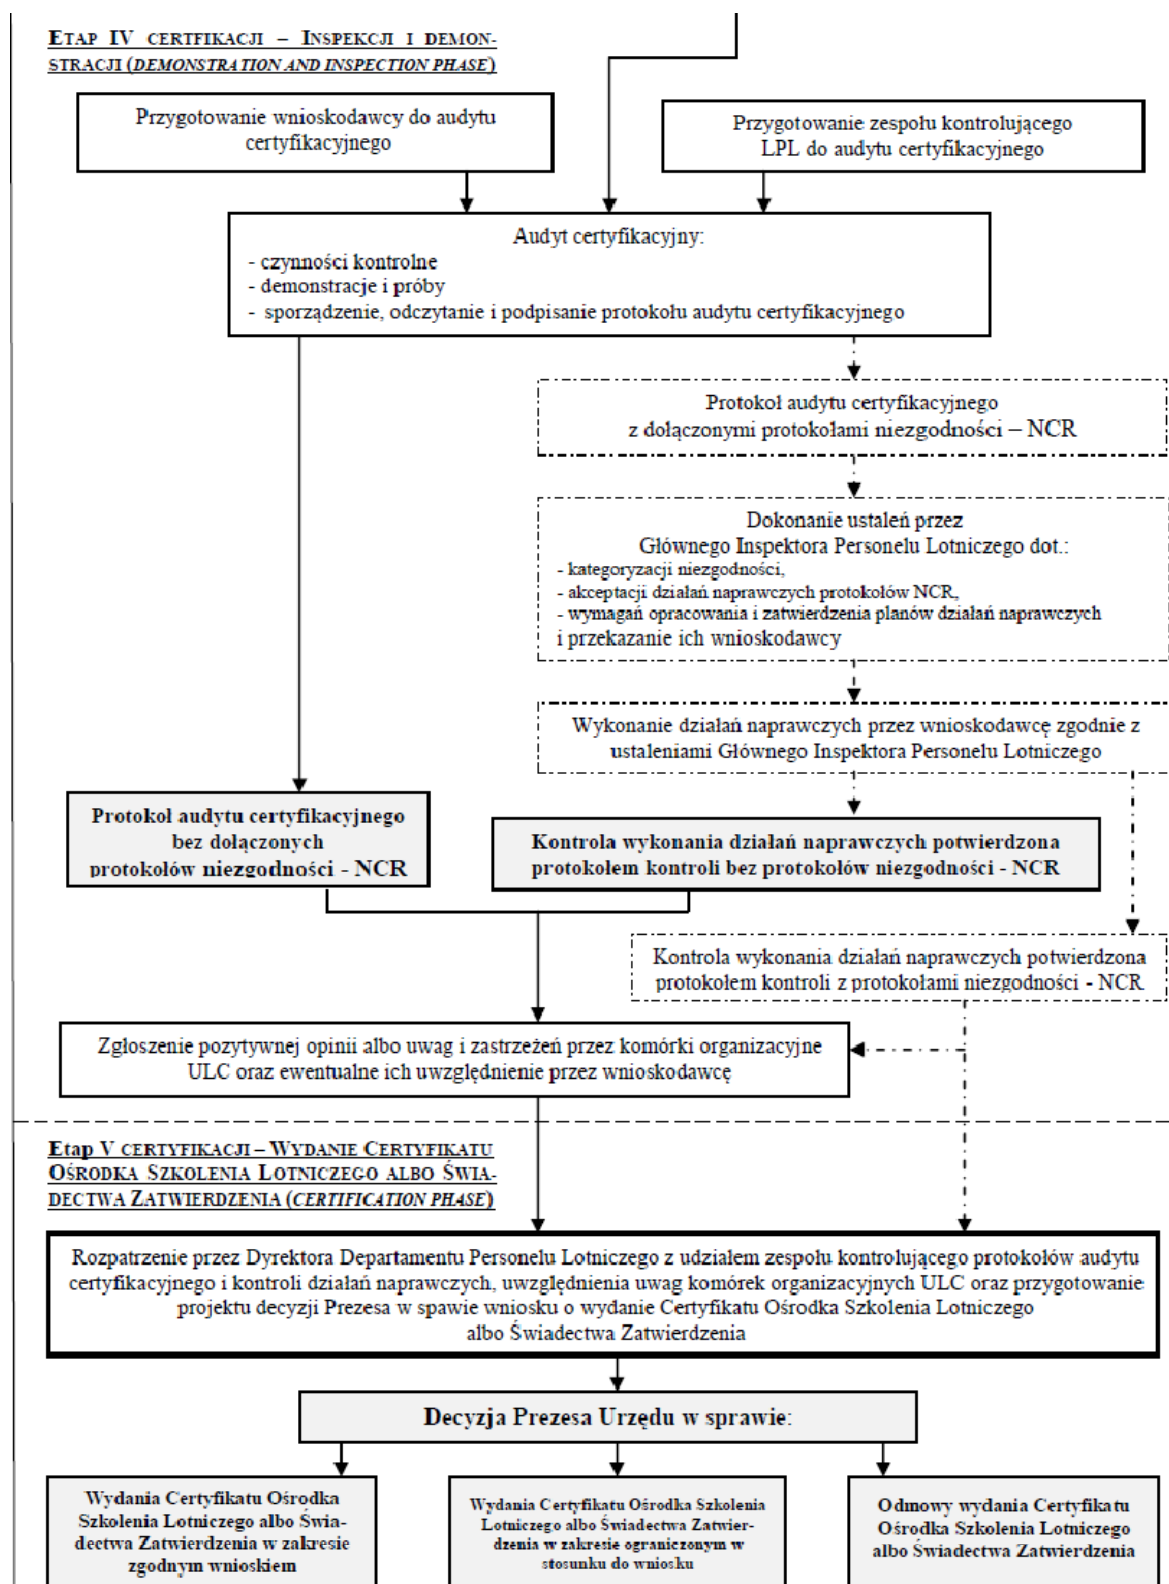 ETAP IV CERTFIKACJI – INSPEKCJI I DEMON-
STRACJI (DEMONSTRATION AND INSPECTION PHASE)
Przygotowanie wnioskodawcy do audytu
certyfikacyjnego
Przygotowanie zespołu kontrolującego
LPL do audytu certyfikacyjnego
Audyt certyfikacyjny:
- czynności kontrolne
- demonstracje i próby
- sporządzenie, odczytanie i podpisanie protokołu audytu certyfikacyjnego
Protokół audytu certyfikacyjnego
z dołączonymi protokołami niezgodności – NCR
Dokonanie ustaleń przez
Głównego Inspektora Personelu Lotniczego dot.:
- kategoryzacji niezgodności,
- akceptacji działań naprawczych protokołów NCR,
- wymagań opracowania i zatwierdzenia planów działań naprawczych
i przekazanie ich wnioskodawcy
Wykonanie działań naprawczych przez wnioskodawcę zgodnie z
ustaleniami Głównego Inspektora Personelu Lotniczego
Protokół audytu certyfikacyjnego
bez dołączonych
protokołów niezgodności - NCR
Kontrola wykonania działań naprawczych potwierdzona
protokołem kontroli bez protokołów niezgodności - NCR
Kontrola wykonania działań naprawczych potwierdzona
protokołem kontroli z protokołami niezgodności - NCR
Zgłoszenie pozytywnej opinii albo uwag i zastrzeżeń przez komórki organizacyjne
ULC oraz ewentualne ich uwzględnienie przez wnioskodawcę
Etap V CERTYFIKACJI – WYDANIE CERTYFIKATU
OŚRODKA SZKOLENIA LOTNICZEGO ALBO ŚWIA-
DECTWA ZATWIERDZENIA (CERTIFICATION PHASE)
Rozpatrzenie przez Dyrektora Departamentu Personelu Lotniczego z udziałem zespołu kontrolującego protokołów audytu
certyfikacyjnego i kontroli działań naprawczych, uwzględnienia uwag komórek organizacyjnych ULC oraz przygotowanie
projektu decyzji Prezesa w spawie wniosku o wydanie Certyfikatu Ośrodka Szkolenia Lotniczego
albo Świadectwa Zatwierdzenia
Decyzja Prezesa Urzędu w sprawie:
Wydania Certyfikatu Ośrodka
Szkolenia Lotniczego albo Świa-
dectwa Zatwierdzenia w zakresie
zgodnym wnioskiem
Wydania Certyfikatu Ośrodka Szkolenia
Lotniczego albo Świadectwa Zatwier-
dzenia w zakresie ograniczonym w
stosunku do wniosku
Odmowy wydania Certyfikatu
Ośrodka Szkolenia Lotniczego
albo Świadectwa Zatwierdzenia